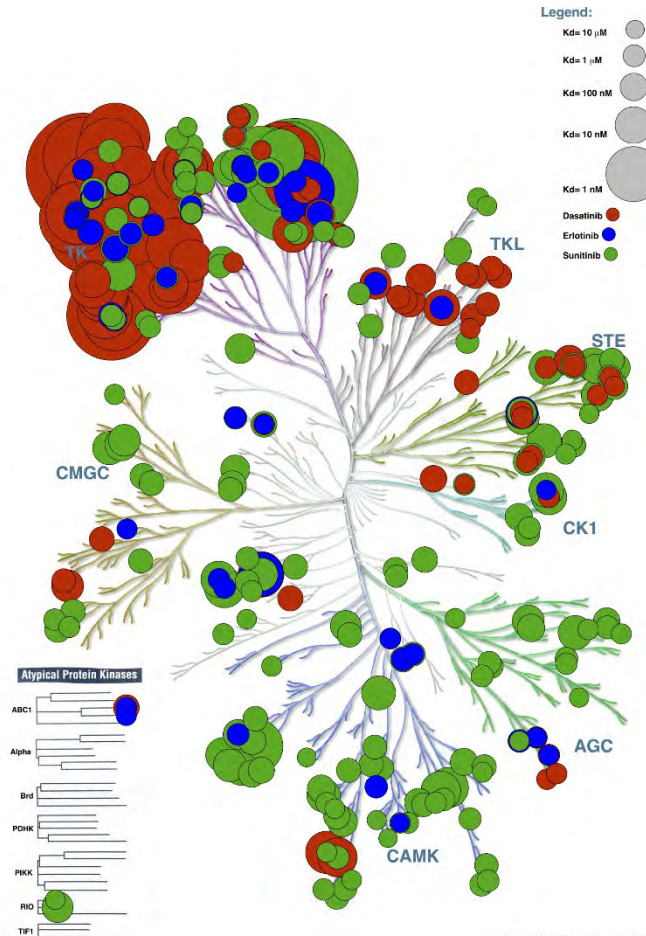 Legend:
Kd= 10 µM
Kd= 1 µM
Kd= 100 nM
Kd= 10 nM
Kd= 1 nM
Dasatinib
Erlotinib
Sunitinib
TK
TKL
STE
CMGC
CK1
AGC
CAMK
Atypical Protein Kinases
ABC1
Alpha
Brd
PDHK
PIKK
RIO
TIF1